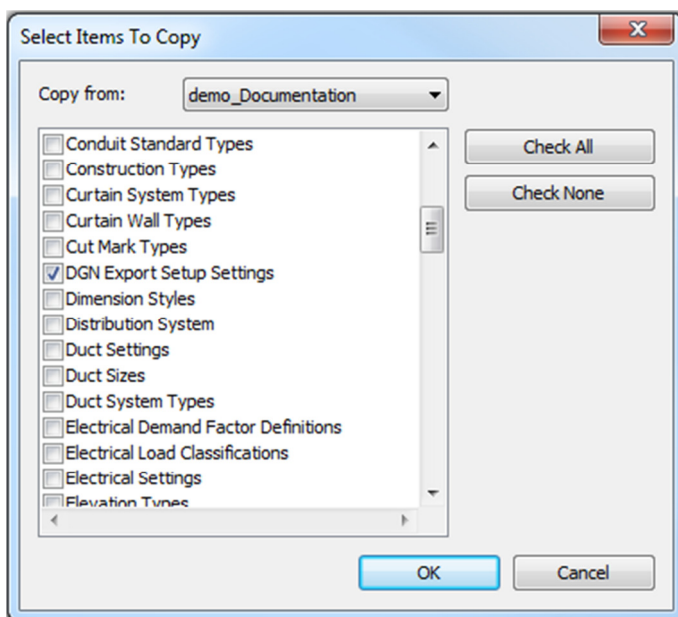 Select Items To Copy
Copy from: demo_Documentation
Conduit Standard Types
Construction Types
Curtain System Types
Curtain Wall Types
Cut Mark Types
DGN Export Setup Settings
Dimension Styles
Distribution System
Duct Settings
Duct Sizes
Duct System Types
Electrical Demand Factor Definitions
Electrical Load Classifications
Electrical Settings
Elevation Types
Check All
Check None
OK
Cancel